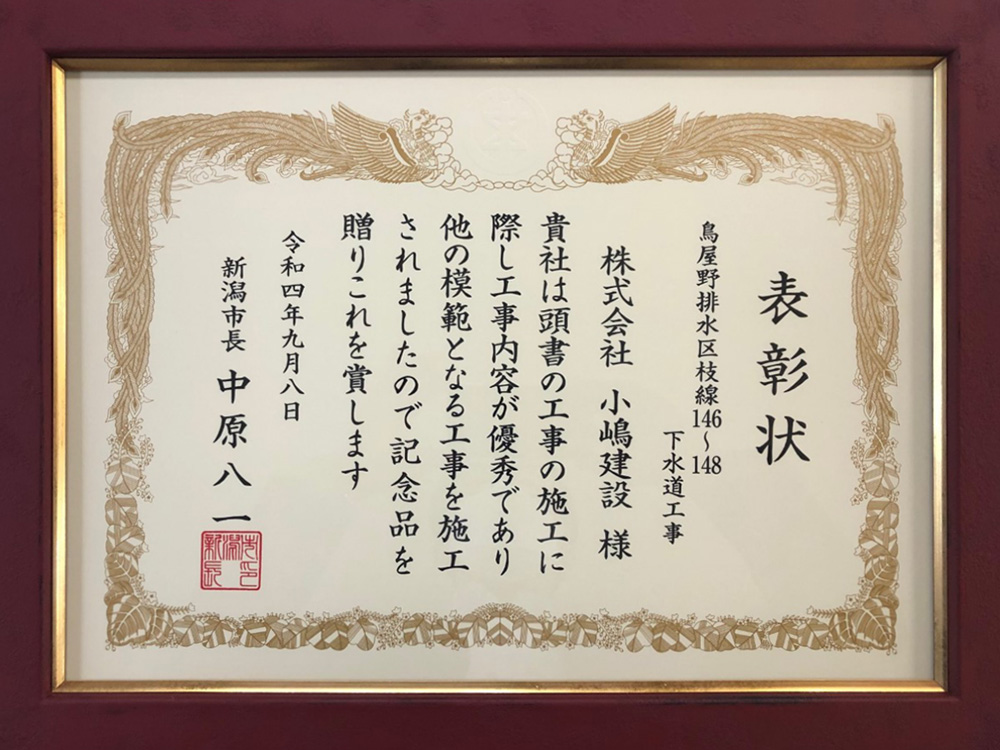 表彰状
鳥屋野排水区枝線146～148
下水道工事
株式会社 小嶋建設 様
貴社は頭書の工事の施工に
際し工事内容が優秀であり
他の模範となる工事を施工
されましたので記念品を
贈りこれを賞します
令和四年九月八日
新潟市長 中原八一
新潟市長印